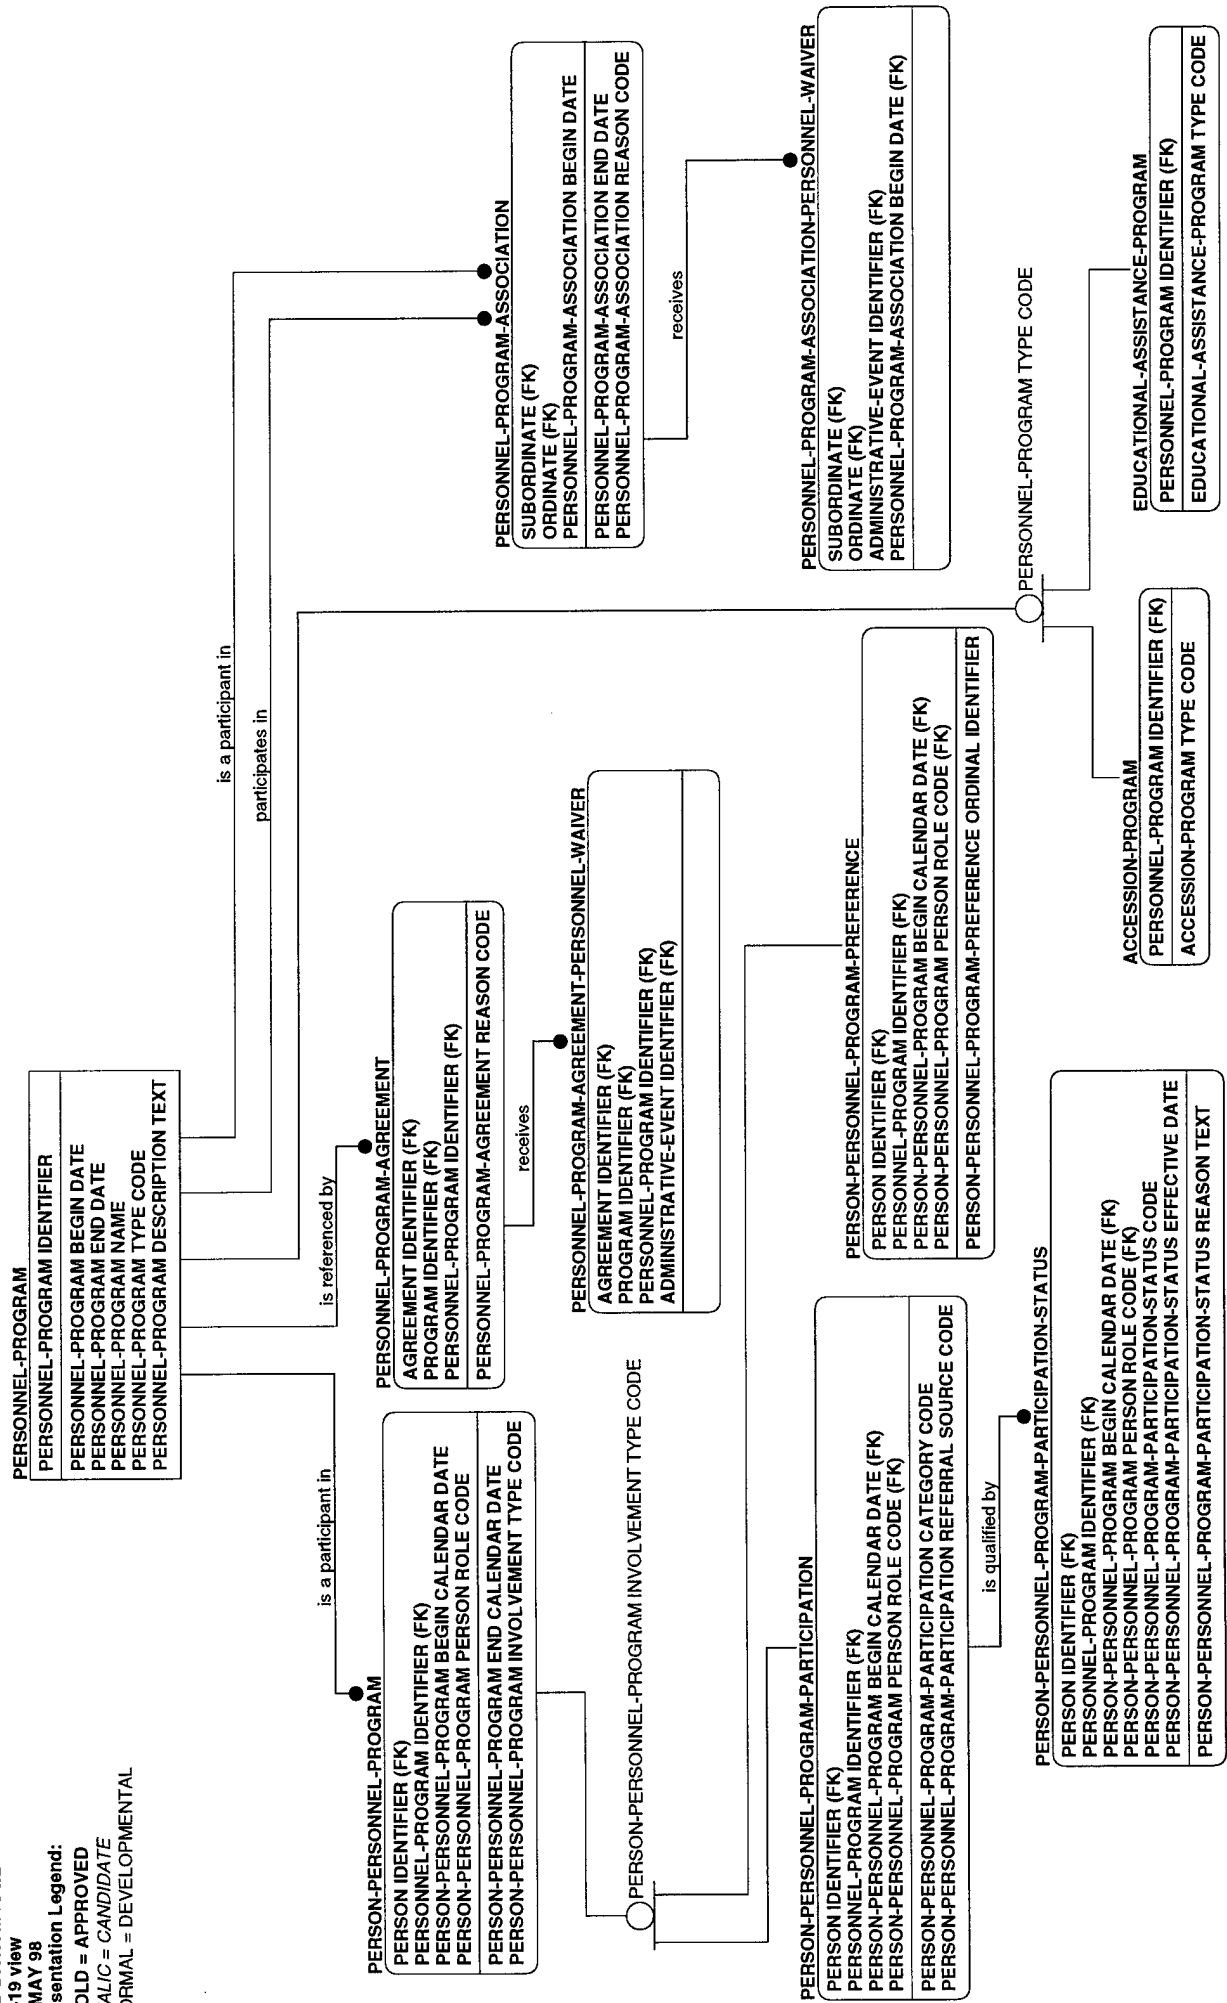 -19 view
MAY 98
sentation Legend:
OLD = APPROVED
ALIC = CANDIDATE
ORMAL = DEVELOPMENTAL
PERSONNEL-PROGRAM
PERSONNEL-PROGRAM IDENTIFIER
PERSONNEL-PROGRAM BEGIN DATE
PERSONNEL-PROGRAM END DATE
PERSONNEL-PROGRAM NAME
PERSONNEL-PROGRAM TYPE CODE
PERSONNEL-PROGRAM DESCRIPTION TEXT
is a participant in
is referenced by
participates in
is a participant in
PERSON-PERSONNEL-PROGRAM
PERSON IDENTIFIER (FK)
PERSONNEL-PROGRAM IDENTIFIER (FK)
PERSON-PERSONNEL-PROGRAM BEGIN CALENDAR DATE
PERSON-PERSONNEL-PROGRAM PERSON ROLE CODE
PERSON-PERSONNEL-PROGRAM END CALENDAR DATE
PERSON-PERSONNEL-PROGRAM INVOLVEMENT TYPE CODE
PERSONNEL-PROGRAM-AGREEMENT
AGREEMENT IDENTIFIER (FK)
PROGRAM IDENTIFIER (FK)
PERSONNEL-PROGRAM IDENTIFIER (FK)
PERSONNEL-PROGRAM-AGREEMENT REASON CODE
receives
PERSONNEL-PROGRAM-ASSOCIATION
SUBORDINATE (FK)
ORDINATE (FK)
PERSONNEL-PROGRAM-ASSOCIATION BEGIN DATE
PERSONNEL-PROGRAM-ASSOCIATION END DATE
PERSONNEL-PROGRAM-ASSOCIATION REASON CODE
receives
PERSONNEL-PROGRAM-AGREEMENT-PERSONNEL-WAIVER
AGREEMENT IDENTIFIER (FK)
PROGRAM IDENTIFIER (FK)
PERSONNEL-PROGRAM IDENTIFIER (FK)
ADMINISTRATIVE-EVENT IDENTIFIER (FK)
PERSON-PERSONNEL-PROGRAM INVOLVEMENT TYPE CODE
PERSON-PERSONNEL-PROGRAM-PARTICIPATION
PERSON IDENTIFIER (FK)
PERSONNEL-PROGRAM IDENTIFIER (FK)
PERSON-PERSONNEL-PROGRAM BEGIN CALENDAR DATE (FK)
PERSON-PERSONNEL-PROGRAM PERSON ROLE CODE (FK)
PERSON-PERSONNEL-PROGRAM-PARTICIPATION CATEGORY CODE
PERSON-PERSONNEL-PROGRAM-PARTICIPATION REFERRAL SOURCE CODE
is qualified by
PERSON-PERSONNEL-PROGRAM-PREFERENCE
PERSON IDENTIFIER (FK)
PERSONNEL-PROGRAM IDENTIFIER (FK)
PERSON-PERSONNEL-PROGRAM BEGIN CALENDAR DATE (FK)
PERSON-PERSONNEL-PROGRAM PERSON ROLE CODE (FK)
PERSON-PERSONNEL-PROGRAM-PREFERENCE ORDINAL IDENTIFIER
PERSONNEL-PROGRAM-ASSOCIATION-PERSONNEL-WAIVER
SUBORDINATE (FK)
ORDINATE (FK)
ADMINISTRATIVE-EVENT IDENTIFIER (FK)
PERSONNEL-PROGRAM-ASSOCIATION BEGIN DATE (FK)
PERSONNEL-PROGRAM TYPE CODE
PERSON-PERSONNEL-PROGRAM-PARTICIPATION-STATUS
PERSON IDENTIFIER (FK)
PERSONNEL-PROGRAM IDENTIFIER (FK)
PERSON-PERSONNEL-PROGRAM BEGIN CALENDAR DATE (FK)
PERSON-PERSONNEL-PROGRAM PERSON ROLE CODE (FK)
PERSON-PERSONNEL-PROGRAM-PARTICIPATION-STATUS CODE
PERSON-PERSONNEL-PROGRAM-PARTICIPATION-STATUS EFFECTIVE DATE
PERSON-PERSONNEL-PROGRAM-PARTICIPATION-STATUS REASON TEXT
ACCESSION-PROGRAM
PERSONNEL-PROGRAM IDENTIFIER (FK)
ACCESSION-PROGRAM TYPE CODE
EDUCATIONAL-ASSISTANCE-PROGRAM
PERSONNEL-PROGRAM IDENTIFIER (FK)
EDUCATIONAL-ASSISTANCE-PROGRAM TYPE CODE